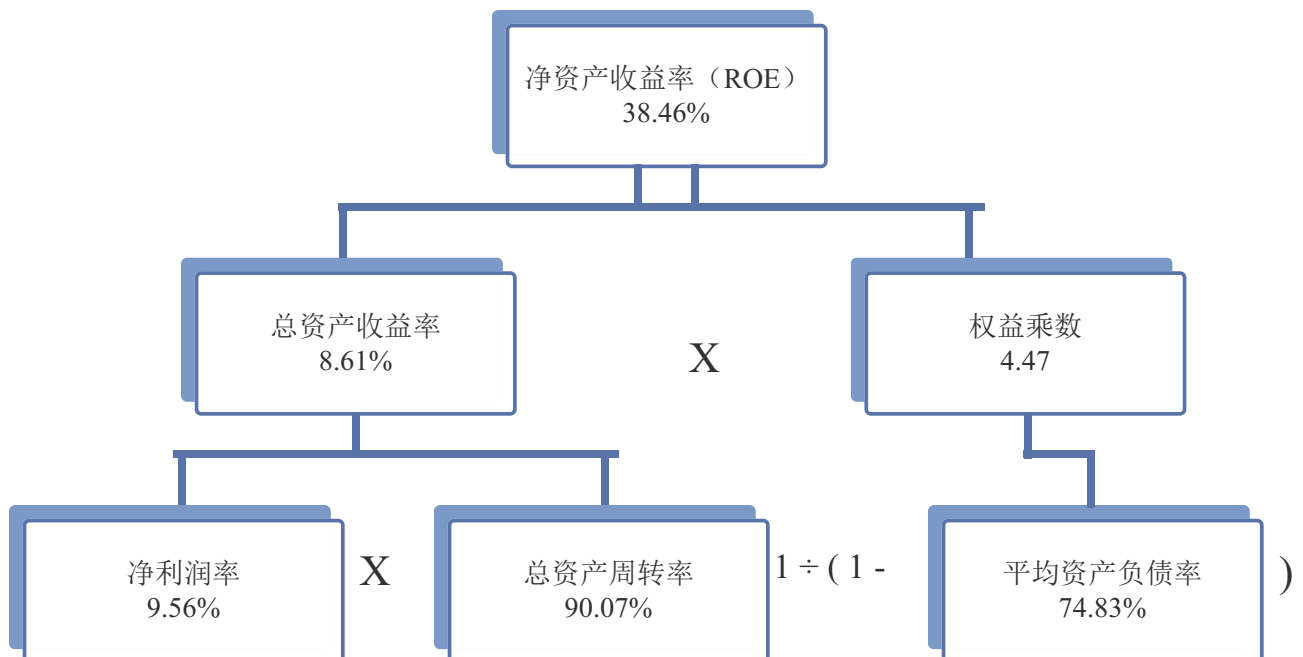 净资产收益率（ROE）
38.46%
总资产收益率
8.61%
X
权益乘数
4.47
净利润率
9.56%
X
总资产周转率
90.07%
1 ÷ ( 1 -
平均资产负债率
74.83%
)